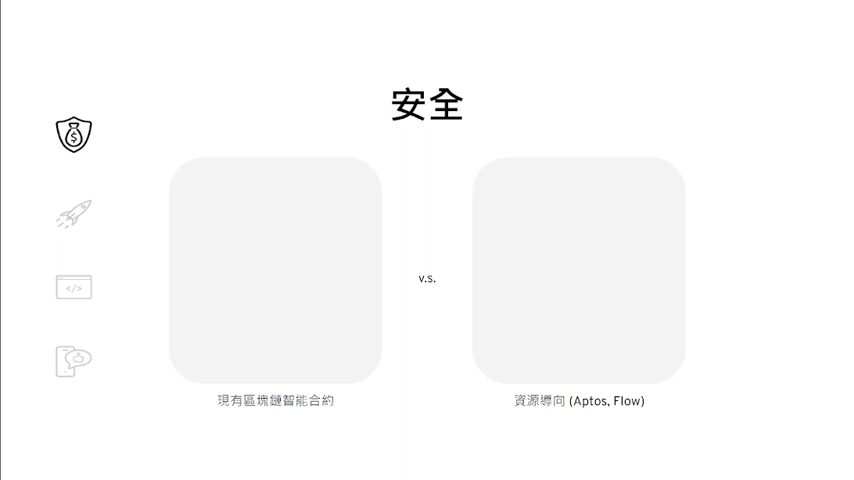 安全
$
</>
v.s.
現有區塊鏈智能合約
資源導向 (Aptos, Flow)